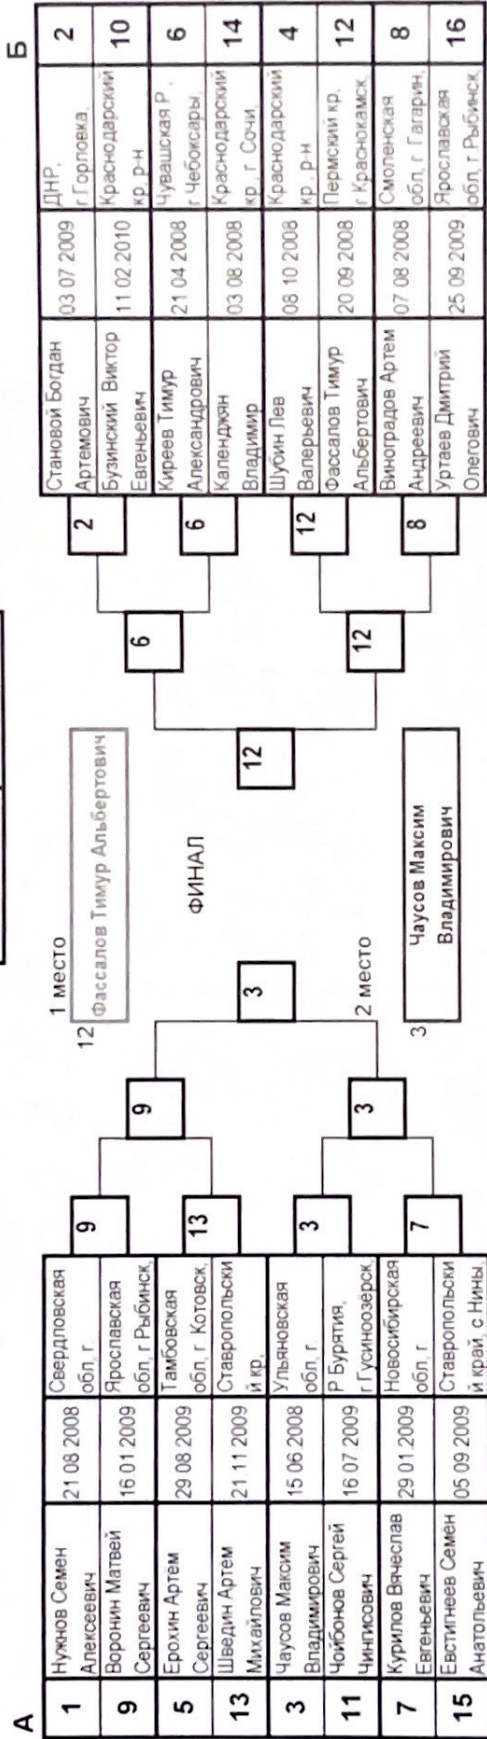 А
1
Нужнов Семен
Алексеевич
21 08 2008
Свердловская
обл, г.
9
Воронин Матвей
Сергеевич
16.01 2009
Ярославская
обл, г Рыбинск,
5
Ерохин Артём
Сергеевич
29 08 2009
Тамбовская
обл, г. Котовск,
13
Шведин Артем
Михайлович
21 11 2009
Ставропольски
й кр,
3
Чаусов Максим
Владимирович
15 06 2008
Ульяновская
обл, г.
11
Чойбонов Сергей
Чингисович
16 07 2009
Р Бурятия,
г Гусиноозерск,
7
Курилов Вячеслав
Евгеньевич
29 01.2009
Новосибирская
обл, г
15
Евстигнеев Семён
Анатольевич
05 09 2009
Ставропольски
й край, с Нины,
9
13
3
7
9
3
3
1 место
12
Фассалов Тимур Альбертович
ФИНАЛ
2 место
3
Чаусов Максим
Владимирович
12
6
12
2
6
12
8
Б
Становой Богдан
Артемович
03 07 2009
ДНР,
г Горловка,
2
Бузинский Виктор
Евгеньевич
11 02 2010
Краснодарский
кр, р-н
10
Киреев Тимур
Александрович
21 04 2008
Чувашская Р,
г Чебоксары,
6
Календжян
Владимир
03 08 2008
Краснодарский
кр, г Сочи,
14
Шубин Лев
Валерьевич
08 10 2008
Краснодарский
кр, р-н
4
Фассалов Тимур
Альбертович
20 09 2008
Пермский кр,
г Краснокамск,
12
Виноградов Артем
Андреевич
07 08 2008
Смоленская
обл, г Гагарин,
8
Уртаев Дмитрий
Олегович
25 09 2009
Ярославская
обл, г Рыбинск,
16